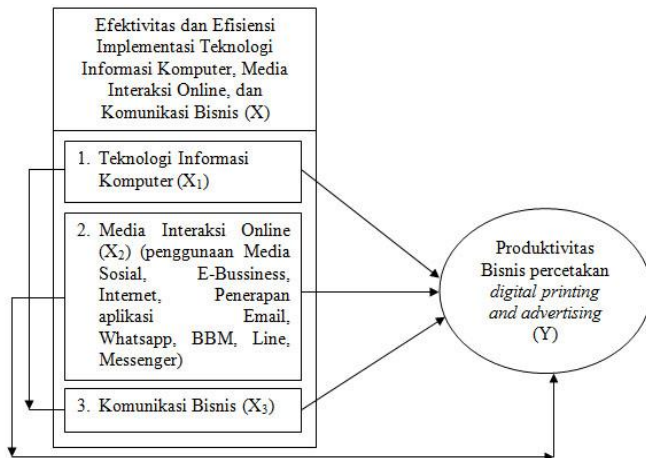 Efektivitas dan Efisiensi
Implementasi Teknologi
Informasi Komputer, Media
Interaksi Online, dan
Komunikasi Bisnis (X)
1. Teknologi Informasi
Komputer (X₁)
2. Media Interaksi Online
(X₂) (penggunaan Media
Sosial, E-Bussiness,
Internet, Penerapan
aplikasi Email,
Whatsapp, BBM, Line,
Messenger)
3. Komunikasi Bisnis (X₃)
Produktivitas
Bisnis percetakan
digital printing
and advertising
(Y)